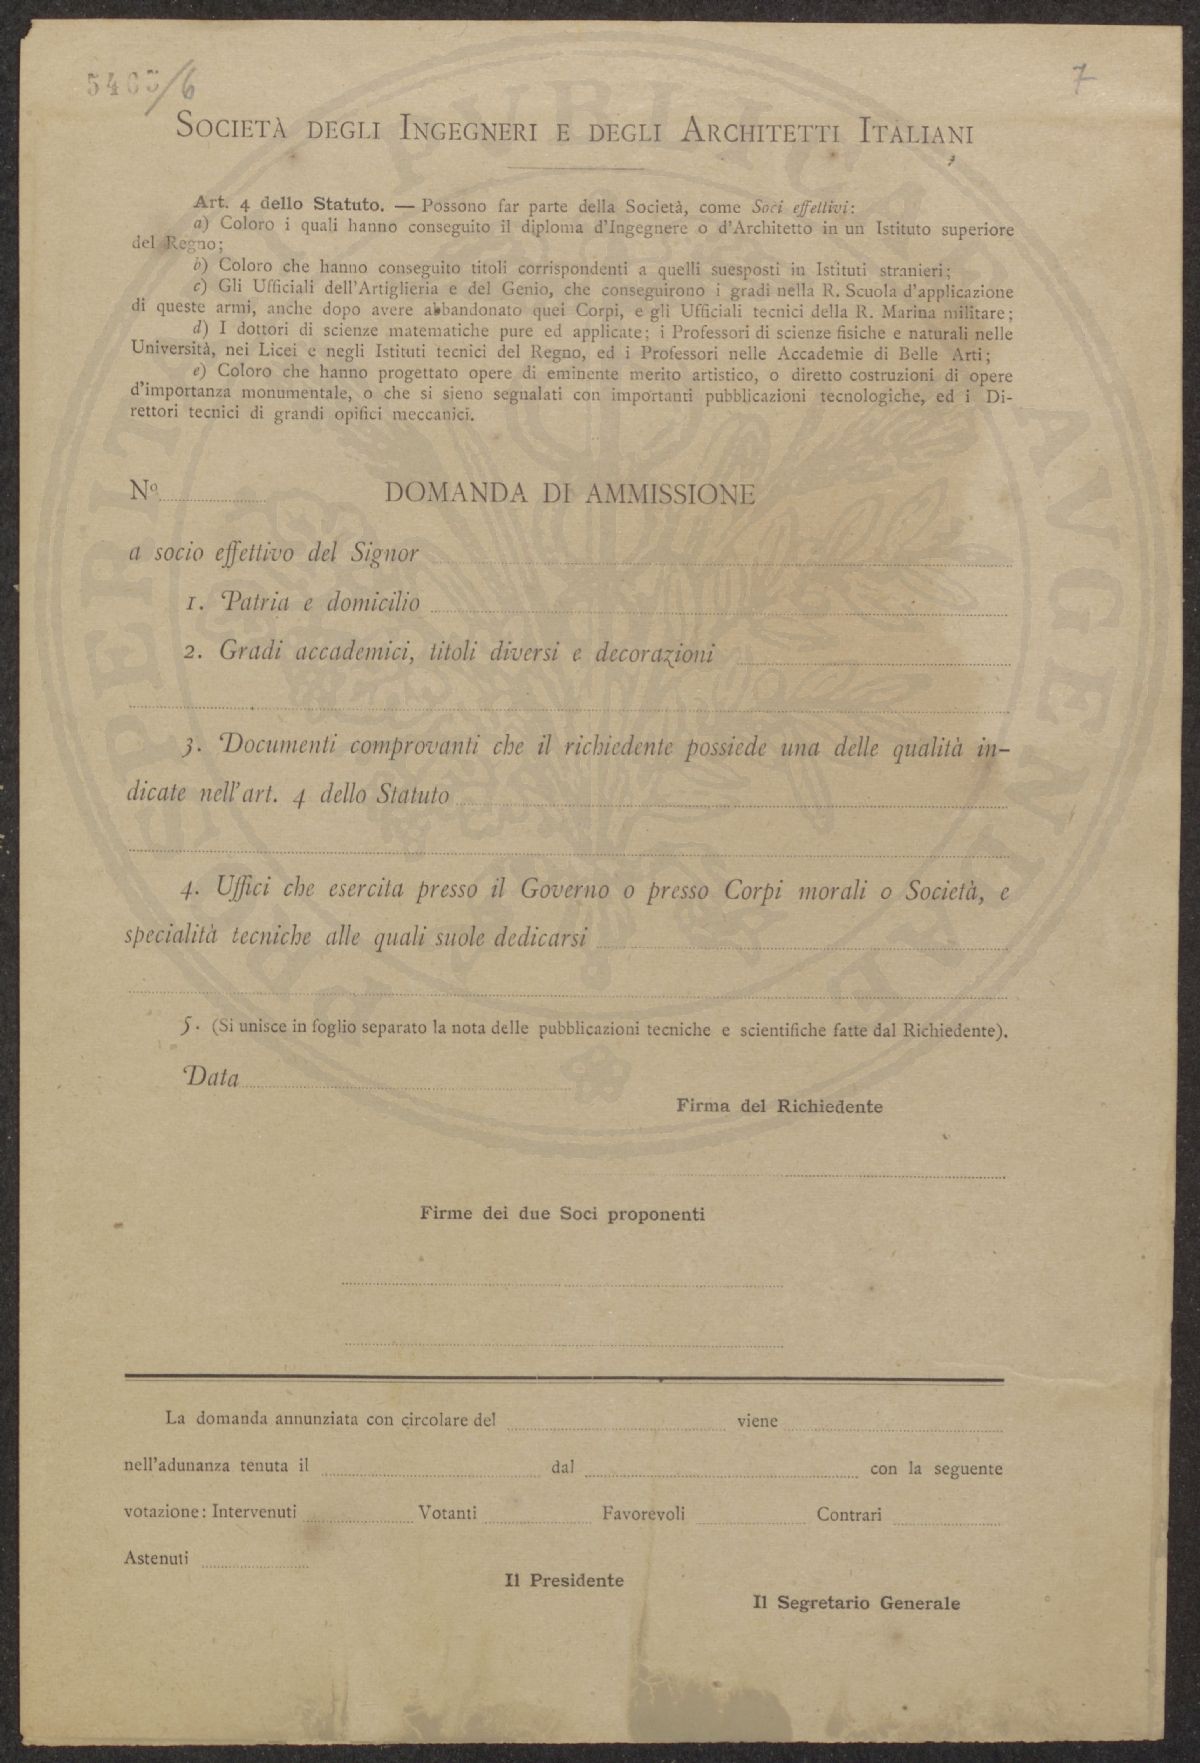 5465/6
7
SOCIETÀ DEGLI INGEGNERI E DEGLI ARCHITETTI ITALIANI
Art. 4 dello Statuto. — Possono far parte della Società, come Soci effettivi:
a) Coloro i quali hanno conseguito il diploma d'Ingegnere o d'Architetto in un Istituto superiore
del Regno;
b) Coloro che hanno conseguito titoli corrispondenti a quelli suesposti in Istituti stranieri;
c) Gli Ufficiali dell'Artiglieria e del Genio, che conseguirono i gradi nella R. Scuola d'applicazione
di queste armi, anche dopo avere abbandonato quei Corpi, e gli Ufficiali tecnici della R. Marina militare;
d) I dottori di scienze matematiche pure ed applicate; i Professori di scienze fisiche e naturali nelle
Università, nei Licei e negli Istituti tecnici del Regno, ed i Professori nelle Accademie di Belle Arti;
e) Coloro che hanno progettato opere di eminente merito artistico, o diretto costruzioni di opere
d'importanza monumentale, o che si sieno segnalati con importanti pubblicazioni tecnologiche, ed i Di-
rettori tecnici di grandi opifici meccanici.
Nº DOMANDA DI AMMISSIONE
a socio effettivo del Signor
1. Patria e domicilio
2. Gradi accademici, titoli diversi e decorazioni
3. Documenti comprovanti che il richiedente possiede una delle qualità in-
dicate nell'art. 4 dello Statuto
4. Uffici che esercita presso il Governo o presso Corpi morali o Società, e
specialità tecniche alle quali suole dedicarsi
5. (Si unisce in foglio separato la nota delle pubblicazioni tecniche e scientifiche fatte dal Richiedente).
Data
Firma del Richiedente
Firme dei due Soci proponenti
La domanda annunziata con circolare del viene
nell'adunanza tenuta il dal con la seguente
votazione: Intervenuti Votanti Favorevoli Contrari
Astenuti
Il Presidente
Il Segretario Generale